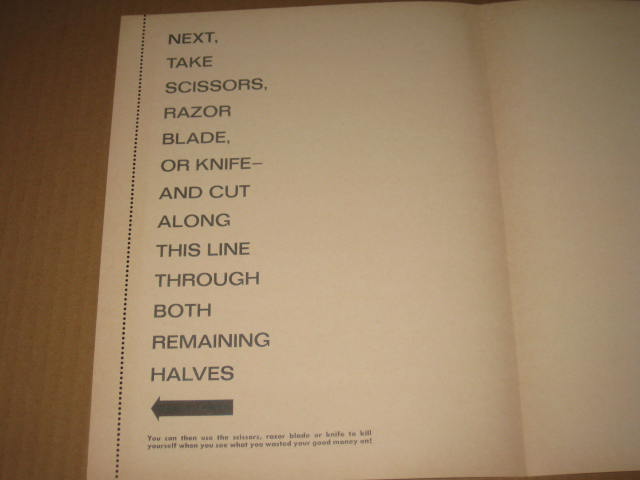 NEXT,
TAKE
SCISSORS,
RAZOR
BLADE,
OR KNIFE—
AND CUT
ALONG
THIS LINE
THROUGH
BOTH
REMAINING
HALVES
You can then use the scissors, razor blade or knife to kill
yourself when you see what you wasted your good money on!